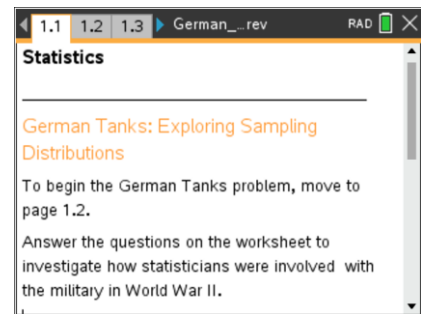 1.1 1.2 1.3 German_...rev RAD
Statistics
German Tanks: Exploring Sampling
Distributions
To begin the German Tanks problem, move to
page 1.2.
Answer the questions on the worksheet to
investigate how statisticians were involved with
the military in World War II.